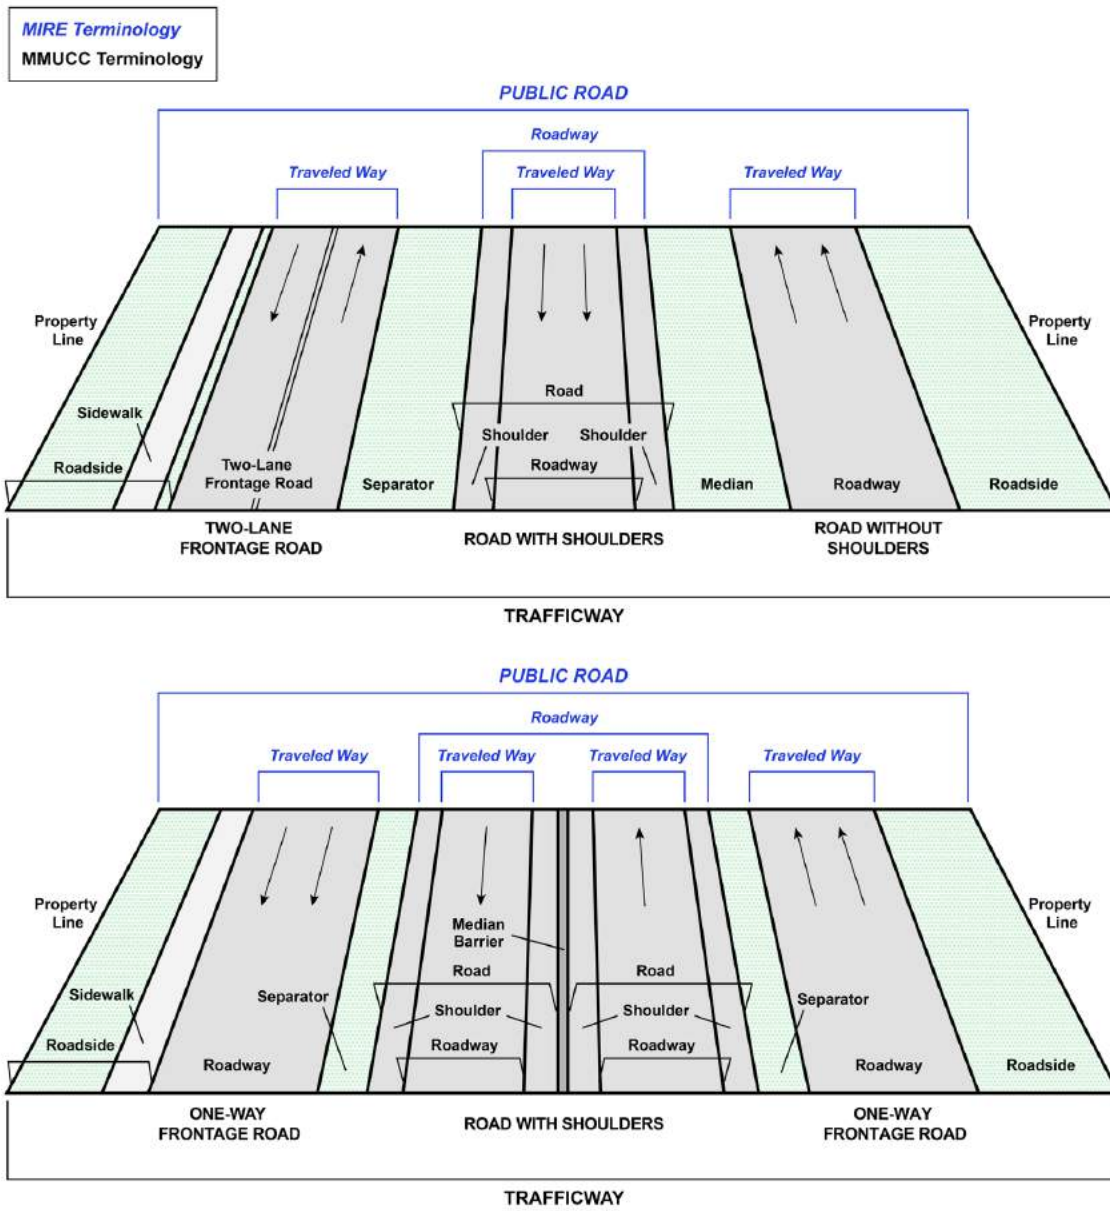 MIRE Terminology
MMUCC Terminology
PUBLIC ROAD
Roadway
Traveled Way
Traveled Way
Traveled Way
Property
Line
Property
Line
Sidewalk
Road
Shoulder
Shoulder
Roadside
Two-Lane
Frontage Road
Separator
Roadway
Median
Roadway
Roadside
TWO-LANE
FRONTAGE ROAD
ROAD WITH SHOULDERS
ROAD WITHOUT
SHOULDERS
TRAFFICWAY
PUBLIC ROAD
Roadway
Traveled Way
Traveled Way
Traveled Way
Traveled Way
Property
Line
Median
Barrier
Property
Line
Road
Road
Sidewalk
Separator
Shoulder
Shoulder
Separator
Roadside
Roadway
Roadway
Roadway
Roadway
Roadside
ONE-WAY
FRONTAGE ROAD
ROAD WITH SHOULDERS
ONE-WAY
FRONTAGE ROAD
TRAFFICWAY